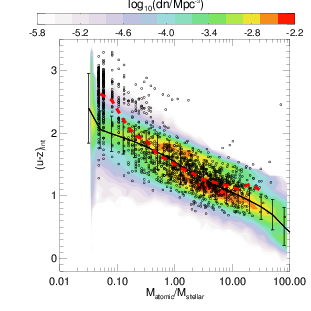 log10(dn/Mpc-3)
-5.8 -5.2 -4.6 -4.0 -3.4 -2.8 -2.2
3
2
1
0
(u-z)int
0.01 0.10 1.00 10.00 100.00
Matomic/Mstellar